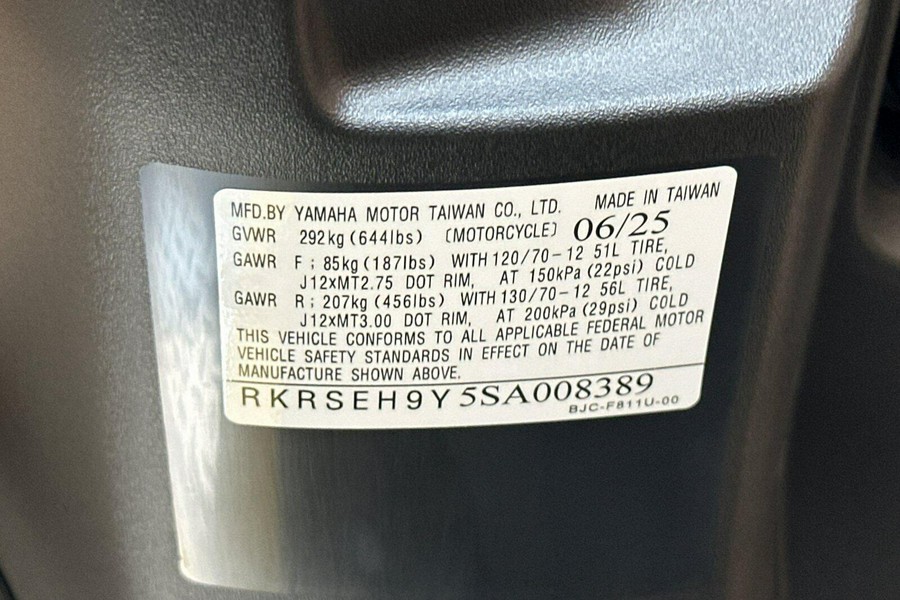 MFD.BY YAMAHA MOTOR TAIWAN CO., LTD. MADE IN TAIWAN
GVWR 292kg (644lbs) (MOTORCYCLE) 06/25
GAWR F ; 85kg (187lbs) WITH 120/70-12 51L TIRE,
J12xMT2.75 DOT RIM, AT 150kPa (22psi) COLD
GAWR R ; 207kg (456lbs) WITH 130/70-12 56L TIRE,
J12xMT3.00 DOT RIM, AT 200kPa (29psi) COLD
THIS VEHICLE CONFORMS TO ALL APPLICABLE FEDERAL MOTOR
VEHICLE SAFETY STANDARDS IN EFFECT ON THE DATE OF
MANUFACTURE SHOWN ABOVE.
RKRSEH9Y5SA008389
BJC-F811U-00